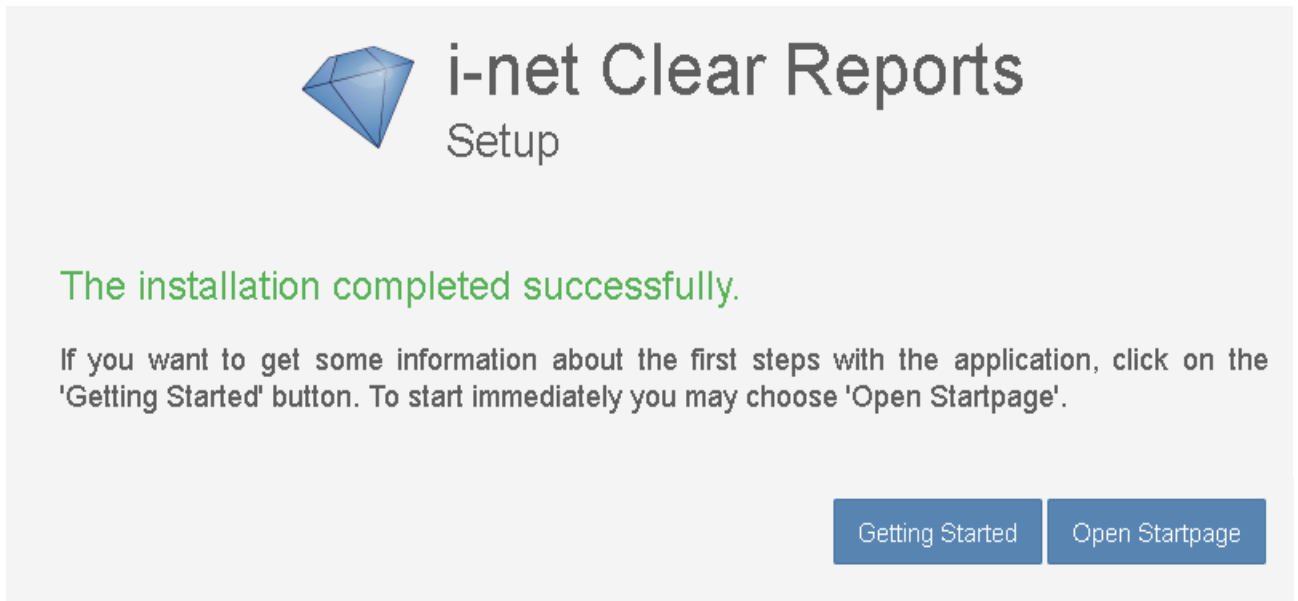 i-net Clear Reports
Setup
The installation completed successfully.
If you want to get some information about the first steps with the application, click on the
'Getting Started' button. To start immediately you may choose 'Open Startpage'.
Getting Started
Open Startpage